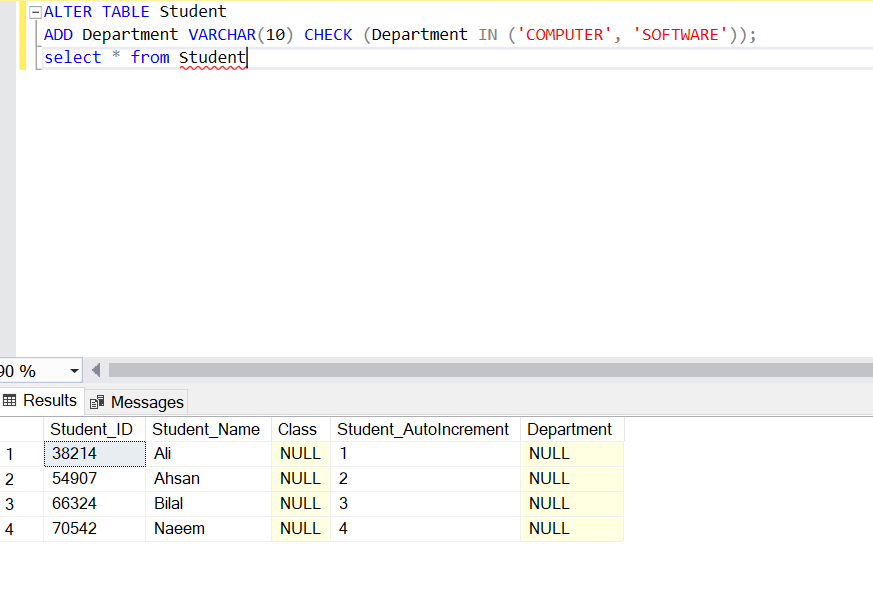 ALTER TABLE Student
ADD Department VARCHAR(10) CHECK (Department IN ('COMPUTER', 'SOFTWARE'));
select * from Student
90 %
Results Messages
Student_ID Student_Name Class Student_AutoIncrement Department
1 38214 Ali NULL 1 NULL
2 54907 Ahsan NULL 2 NULL
3 66324 Bilal NULL 3 NULL
4 70542 Naeem NULL 4 NULL